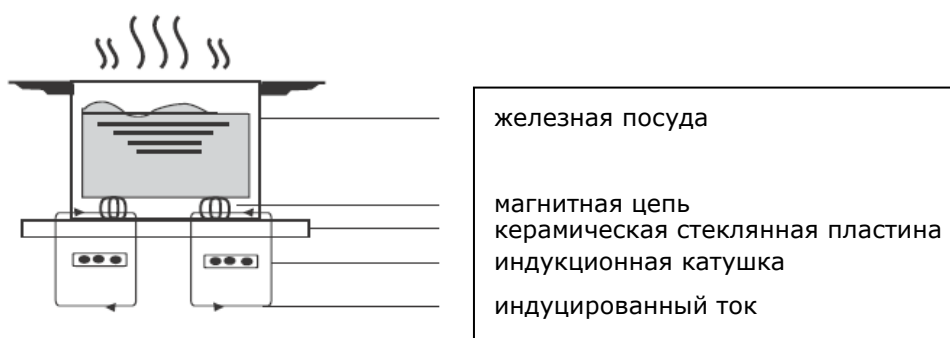 железная посуда
магнитная цепь
керамическая стеклянная пластина
индукционная катушка
индуцированный ток